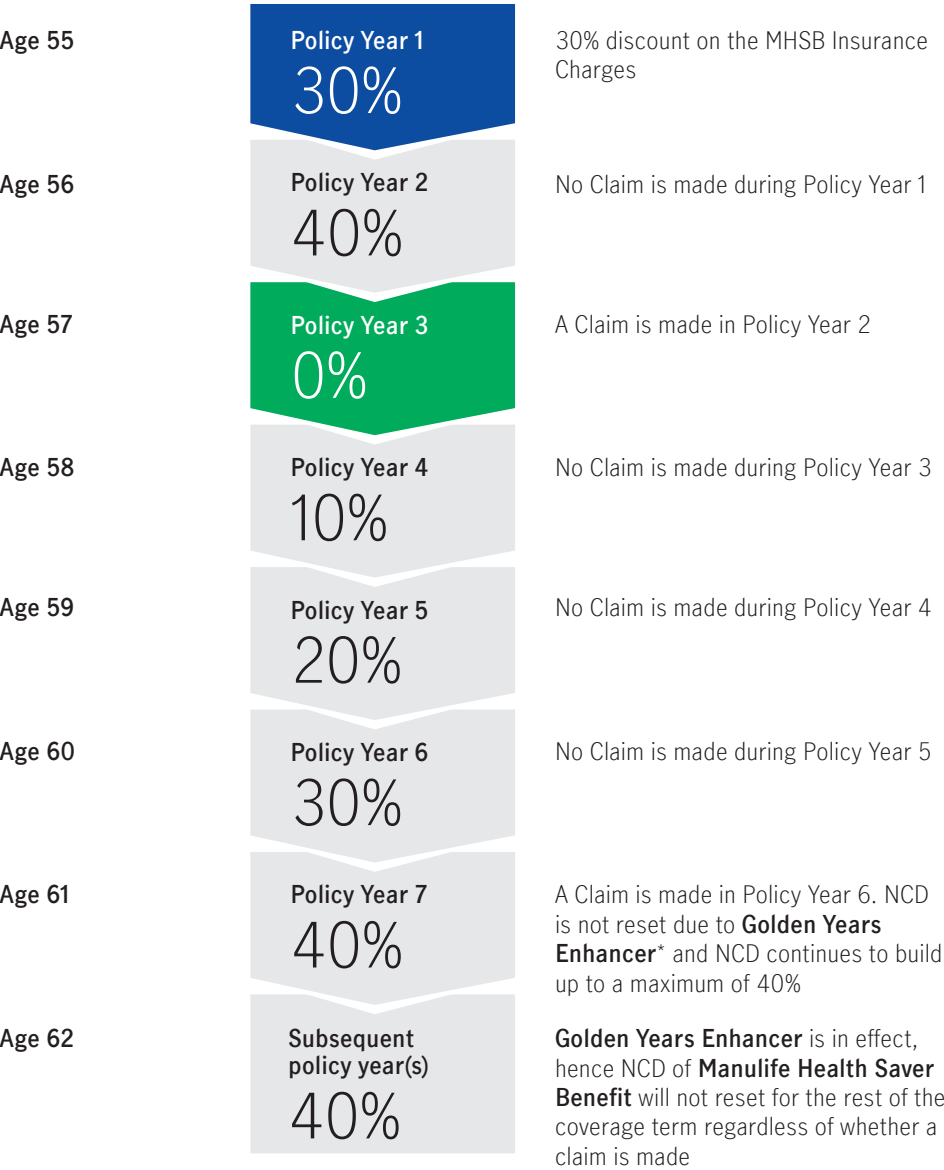 Age 55
Policy Year 1
30%
30% discount on the MHSB Insurance
Charges
Age 56
Policy Year 2
40%
No Claim is made during Policy Year 1
Age 57
Policy Year 3
0%
A Claim is made in Policy Year 2
Age 58
Policy Year 4
10%
No Claim is made during Policy Year 3
Age 59
Policy Year 5
20%
No Claim is made during Policy Year 4
Age 60
Policy Year 6
30%
No Claim is made during Policy Year 5
Age 61
Policy Year 7
40%
A Claim is made in Policy Year 6. NCD
is not reset due to Golden Years
Enhancer* and NCD continues to build
up to a maximum of 40%
Age 62
Subsequent
policy year(s)
40%
Golden Years Enhancer is in effect,
hence NCD of Manulife Health Saver
Benefit will not reset for the rest of the
coverage term regardless of whether a
claim is made